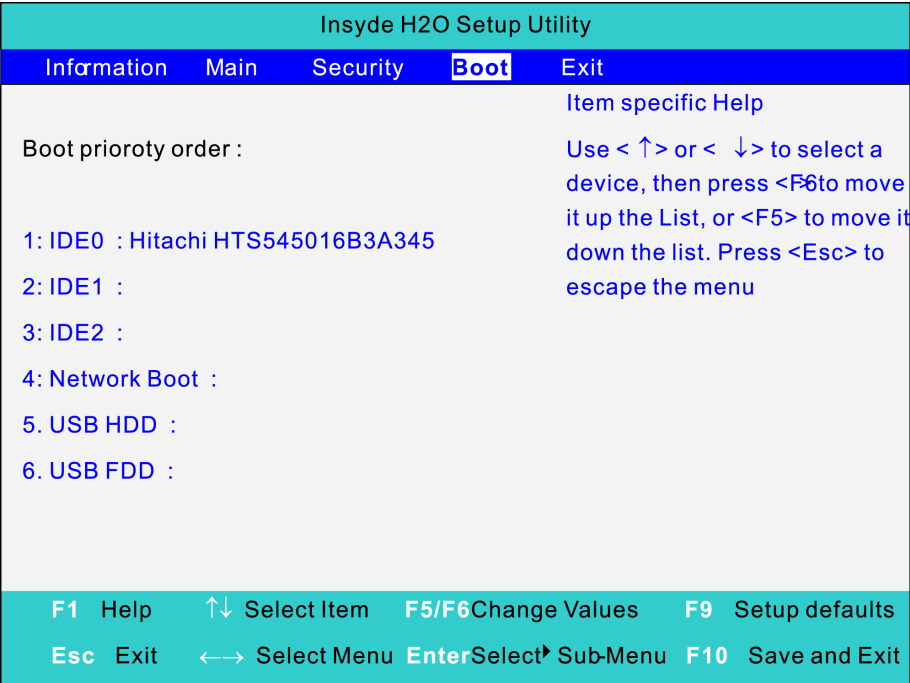 Insyde H2O Setup Utility
Information Main Security Boot Exit
Item specific Help
Boot prioroty order :
Use < ↑> or < ↓> to select a
device, then press <F6>to move
it up the List, or <F5> to move it
down the list. Press <Esc> to
escape the menu
1: IDE0 : Hitachi HTS545016B3A345
2: IDE1 :
3: IDE2 :
4: Network Boot :
5. USB HDD :
6. USB FDD :
F1 Help ↑↓ Select Item F5/F6Change Values F9 Setup defaults
Esc Exit ←→ Select Menu EnterSelect▸ Sub-Menu F10 Save and Exit